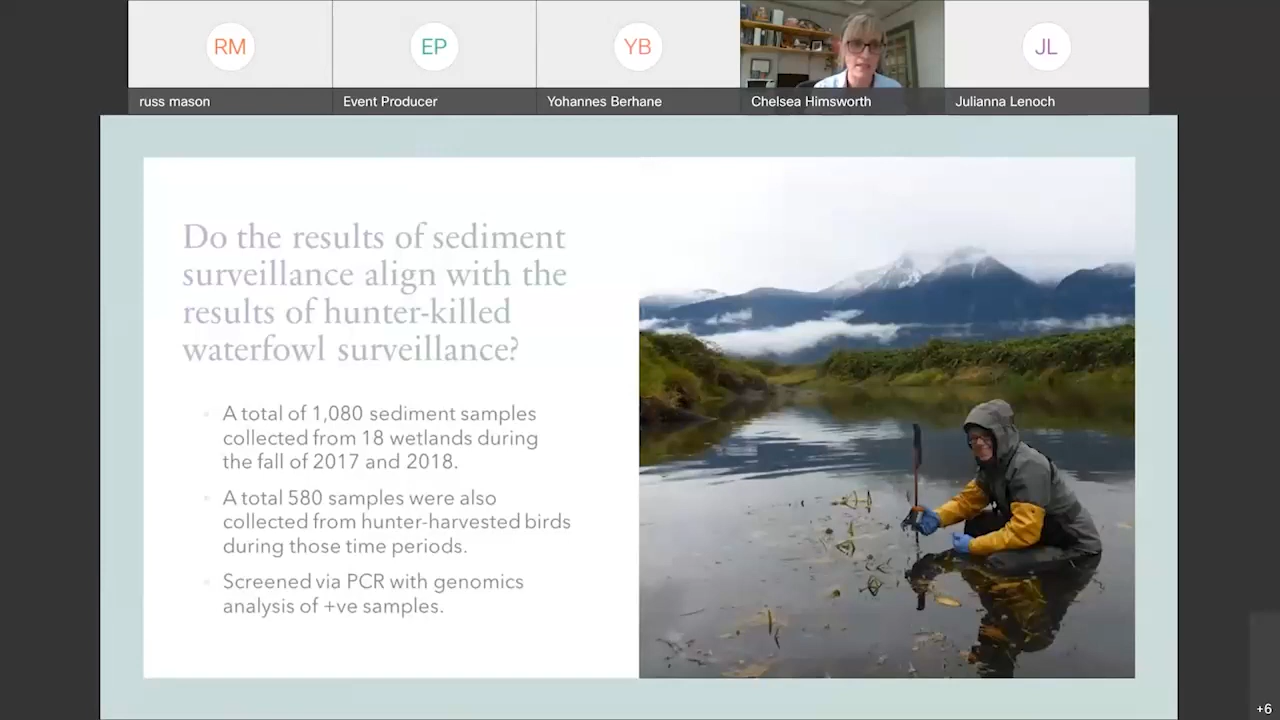 RM
EP
YB
JL
russ mason
Event Producer
Yohannes Berhane
Chelsea Himsworth
Julianna Lenoch
Do the results of sediment
surveillance align with the
results of hunter-killed
waterfowl surveillance?
A total of 1,080 sediment samples
collected from 18 wetlands during
the fall of 2017 and 2018.
A total 580 samples were also
collected from hunter-harvested birds
during those time periods.
Screened via PCR with genomics
analysis of +ve samples.
+6